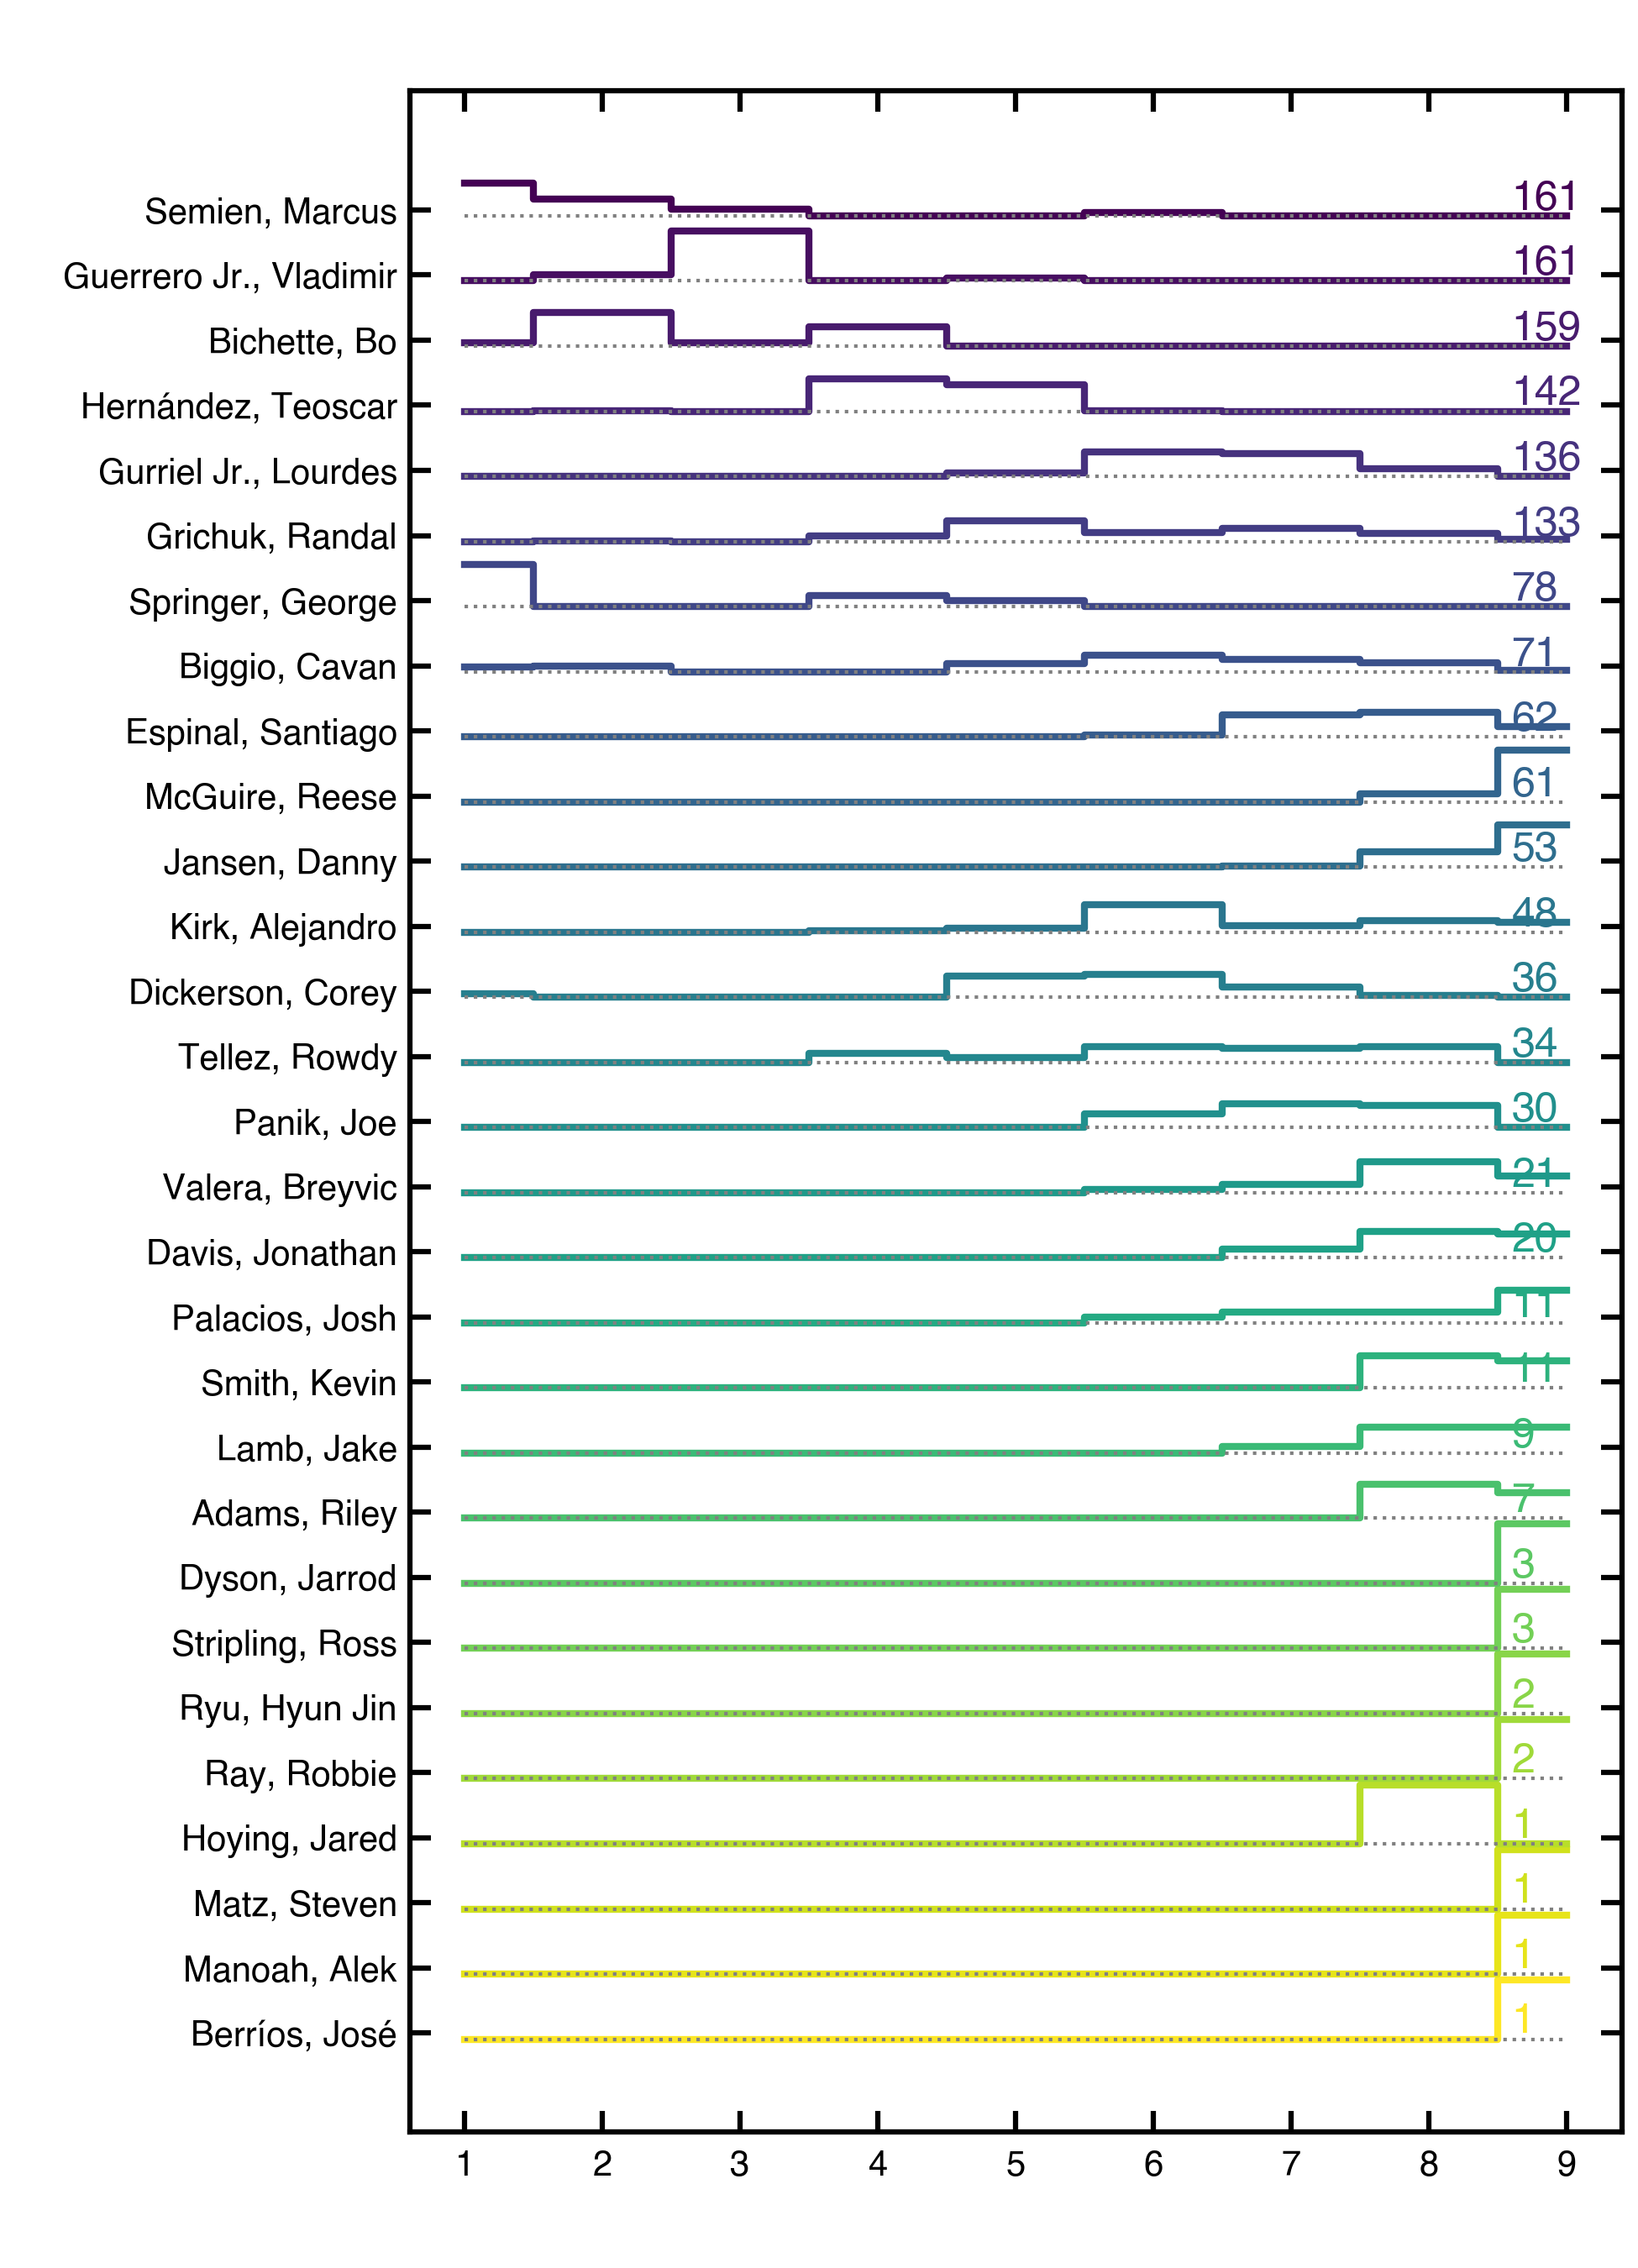 Semien, Marcus 161
Guerrero Jr., Vladimir 161
Bichette, Bo 159
Hernández, Teoscar 142
Gurriel Jr., Lourdes 136
Grichuk, Randal 133
Springer, George 78
Biggio, Cavan 71
Espinal, Santiago 62
McGuire, Reese 61
Jansen, Danny 53
Kirk, Alejandro 48
Dickerson, Corey 36
Tellez, Rowdy 34
Panik, Joe 30
Valera, Breyvic 21
Davis, Jonathan 20
Palacios, Josh 11
Smith, Kevin 11
Lamb, Jake 9
Adams, Riley 7
Dyson, Jarrod 3
Stripling, Ross 3
Ryu, Hyun Jin 2
Ray, Robbie 2
Hoying, Jared 1
Matz, Steven 1
Manoah, Alek 1
Berríos, José 1
1 2 3 4 5 6 7 8 9